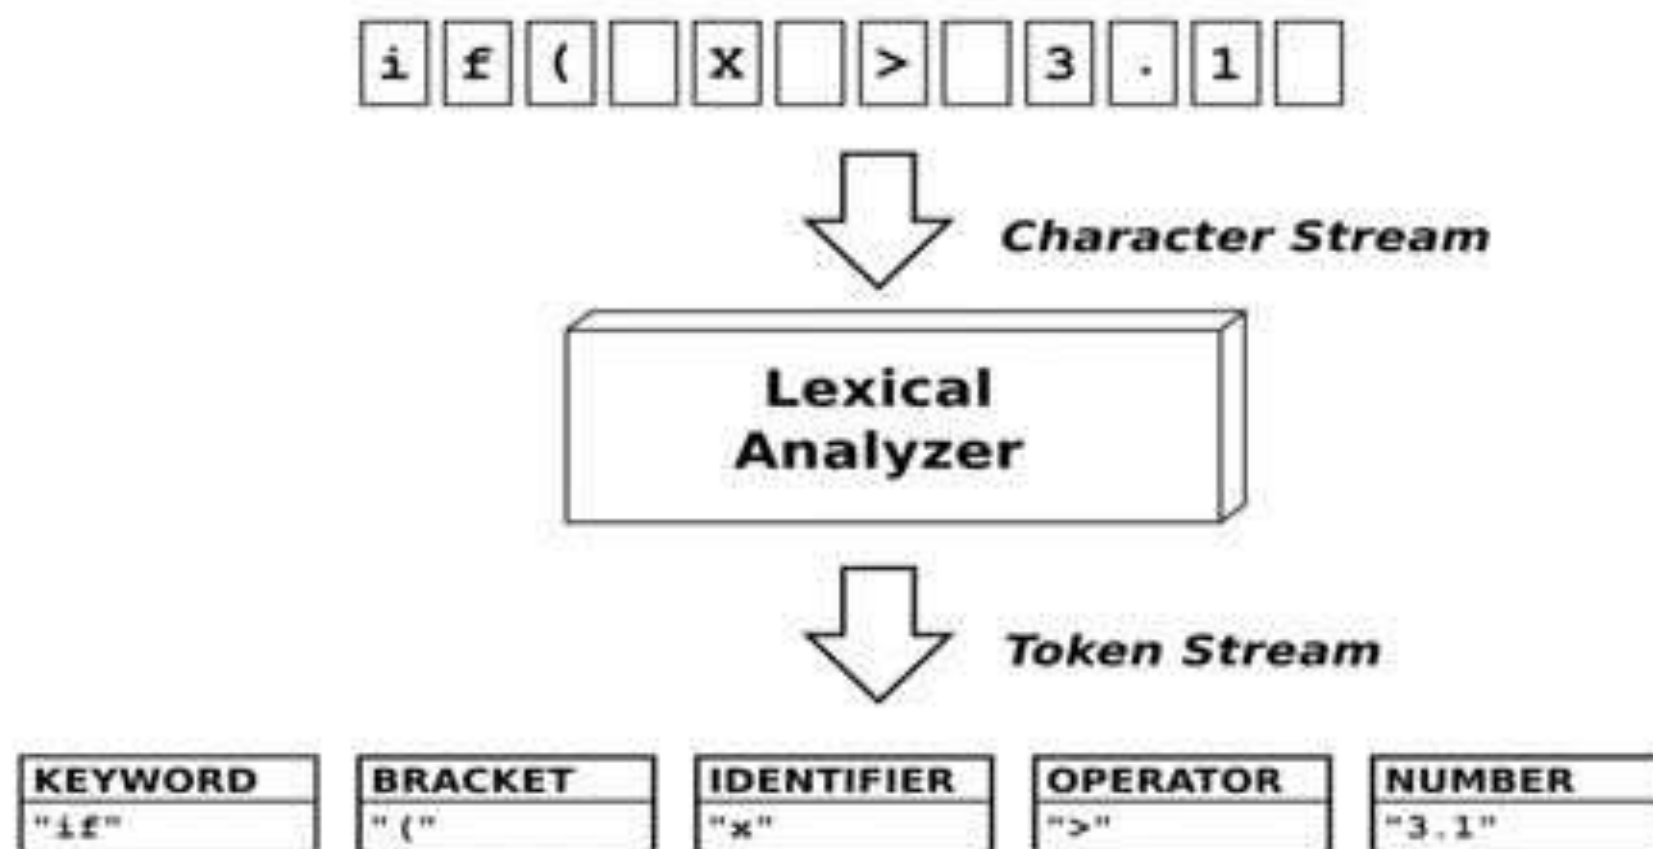 i f ( X > 3 . 1
Character Stream
Lexical
Analyzer
Token Stream
KEYWORD BRACKET IDENTIFIER OPERATOR NUMBER
"if" "(" "x" ">" "3.1"